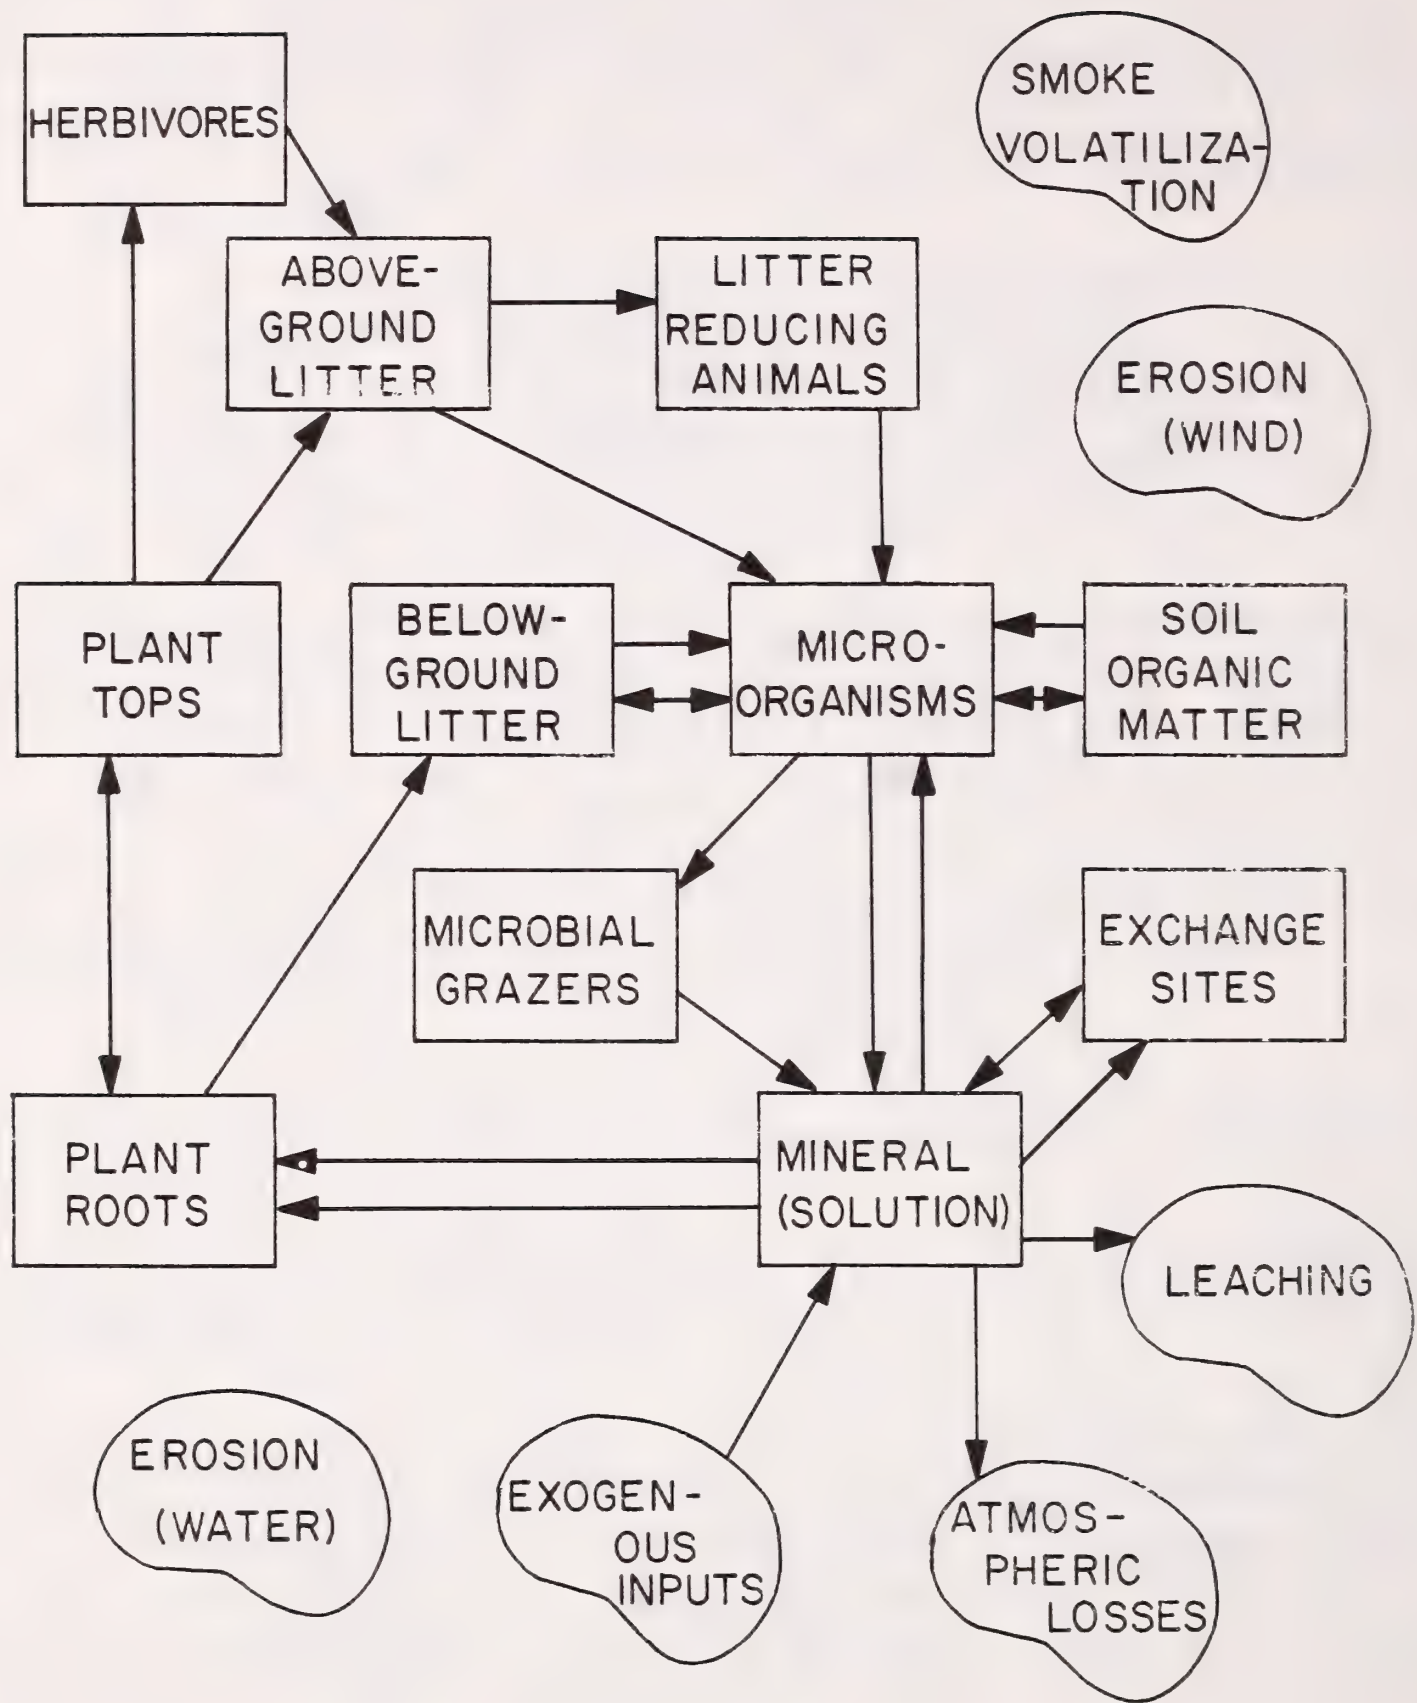 HERBIVORES
SMOKE
VOLATILIZA-
TION
ABOVE-
GROUND
LITTER
LITTER
REDUCING
ANIMALS
EROSION
(WIND)
PLANT
TOPS
BELOW-
GROUND
LITTER
MICRO-
ORGANISMS
SOIL
ORGANIC
MATTER
MICROBIAL
GRAZERS
EXCHANGE
SITES
PLANT
ROOTS
MINERAL
(SOLUTION)
LEACHING
EROSION
(WATER)
EXOGEN-
OUS
INPUTS
ATMOS-
PHERIC
LOSSES